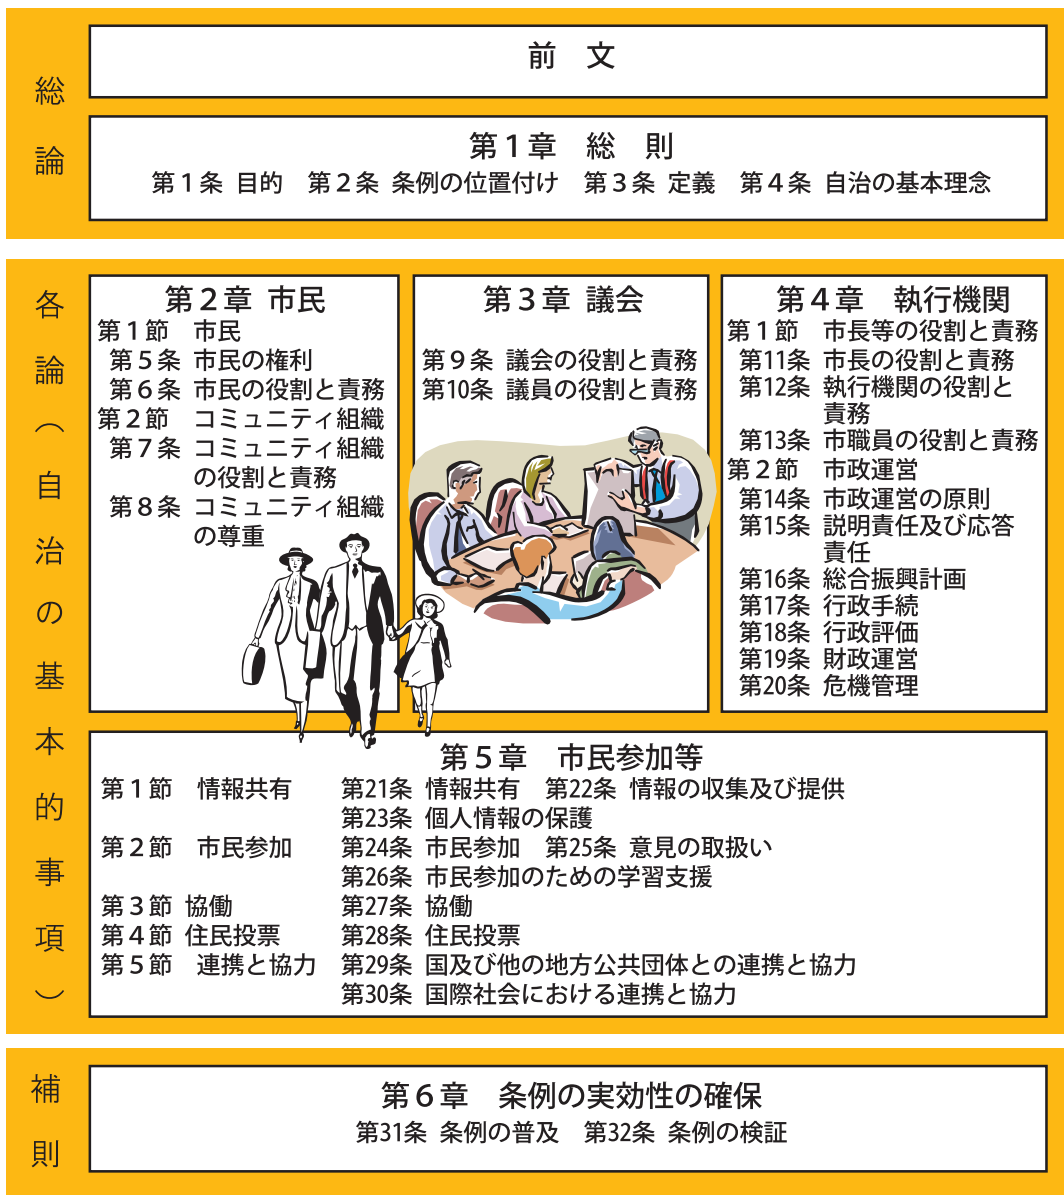 総論
前　文
第１章　総　則
第１条 目的　第２条 条例の位置付け　第３条 定義　第４条 自治の基本理念
各論（自治の基本的事項）
第２章 市民
第１節　市民
第５条 市民の権利
第６条 市民の役割と責務
第２節　コミュニティ組織
第７条 コミュニティ組織
の役割と責務
第８条 コミュニティ組織
の尊重
第３章 議会
第９条 議会の役割と責務
第10条 議員の役割と責務
第４章　執行機関
第１節　市長等の役割と責務
第11条 市長の役割と責務
第12条 執行機関の役割と
責務
第13条 市職員の役割と責務
第２節　市政運営
第14条 市政運営の原則
第15条 説明責任及び応答
責任
第16条 総合振興計画
第17条 行政手続
第18条 行政評価
第19条 財政運営
第20条 危機管理
第５章　市民参加等
第１節　情報共有　第21条 情報共有　第22条 情報の収集及び提供
第23条 個人情報の保護
第２節　市民参加　第24条 市民参加　第25条 意見の取扱い
第26条 市民参加のための学習支援
第３節 協働　第27条 協働
第４節 住民投票　第28条 住民投票
第５節　連携と協力　第29条 国及び他の地方公共団体との連携と協力
第30条 国際社会における連携と協力
補則
第６章　条例の実効性の確保
第31条 条例の普及　第32条 条例の検証